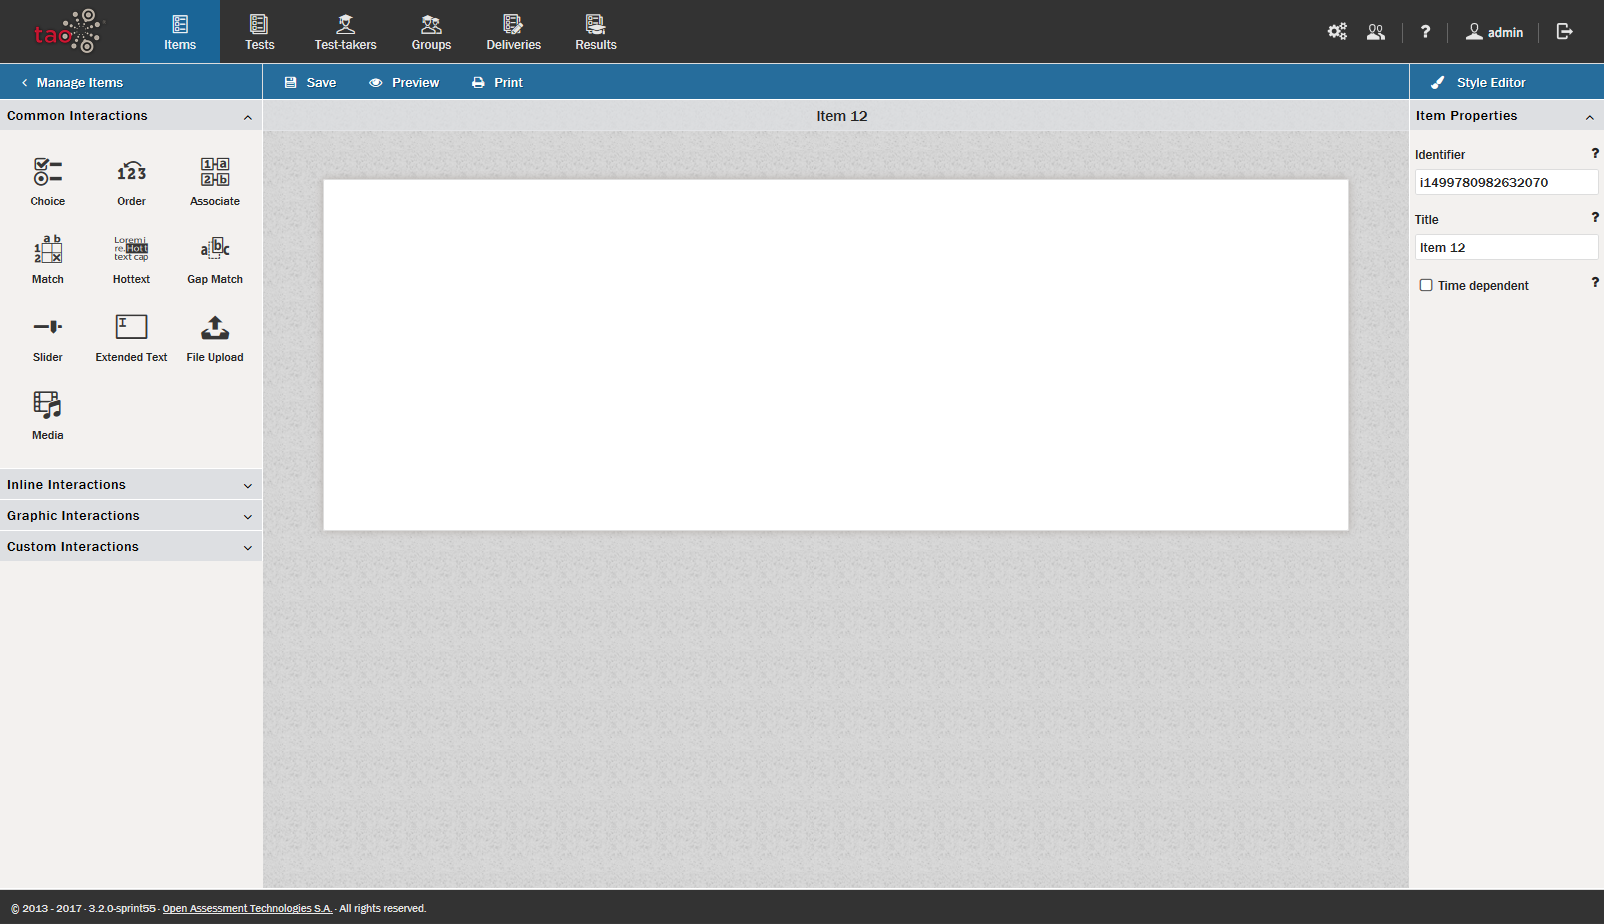 tao
Items
Tests
Test-takers
Groups
Deliveries
Results
?
admin
Manage Items
Save
Preview
Print
Style Editor
Common Interactions
Item 12
Item Properties
Choice
123
Order
1 a
2 b
Associate
a b
1
2 x
Match
Lorem i
re. Hott
text cap
Hottext
a b c
Gap Match
Slider
I
Extended Text
File Upload
Media
Inline Interactions
Graphic Interactions
Custom Interactions
Identifier ?
i1499780982632070
Title ?
Item 12
Time dependent ?
© 2013 - 2017 · 3.2.0-sprint55 · Open Assessment Technologies S.A. · All rights reserved.